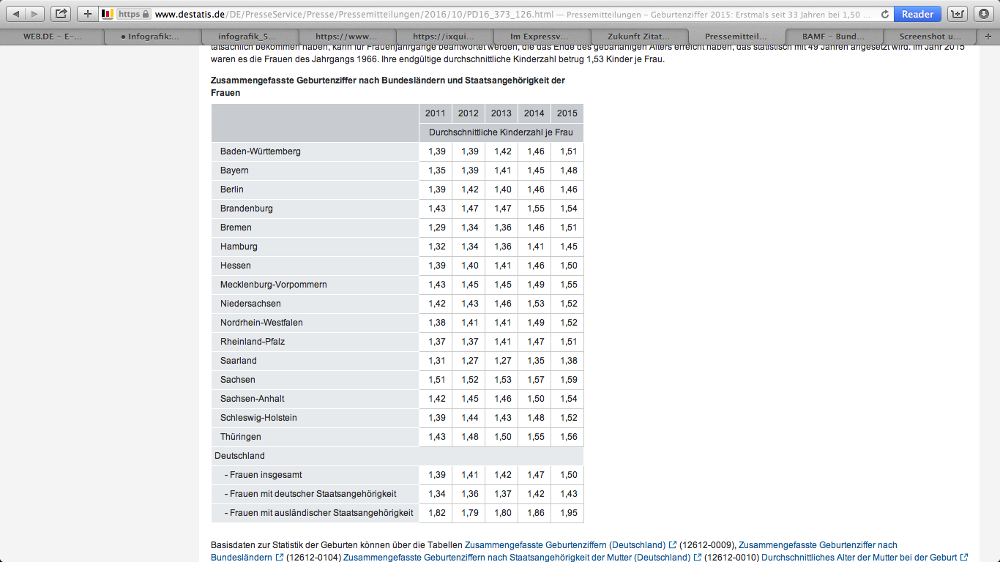 https www.destatis.de/DE/PresseService/Presse/Pressemitteilungen/2016/10/PD16_373_126.html — Pressemitteilungen – Geburtenziffer 2015: Erstmals seit 33 Jahren bei 1,50 ... Reader
WEB.DE – E–... • Infografik:... infografik_5... https://www... https://ixqui... Im Expressv... Zukunft Zitat... Pressemitteil... BAMF – Bund... Screenshot u...
tatsächlich bekommen haben, kann für Frauenjahrgänge beantwortet werden, die das Ende des gebärfähigen Alters erreicht haben, das statistisch mit 49 Jahren angesetzt wird. Im Jahr 2015
waren es die Frauen des Jahrgangs 1966. Ihre endgültige durchschnittliche Kinderzahl betrug 1,53 Kinder je Frau.
Zusammengefasste Geburtenziffer nach Bundesländern und Staatsangehörigkeit der
Frauen
2011 2012 2013 2014 2015
Durchschnittliche Kinderzahl je Frau
Baden-Württemberg 1,39 1,39 1,42 1,46 1,51
Bayern 1,35 1,39 1,41 1,45 1,48
Berlin 1,39 1,42 1,40 1,46 1,46
Brandenburg 1,43 1,47 1,47 1,55 1,54
Bremen 1,29 1,34 1,36 1,46 1,51
Hamburg 1,32 1,34 1,36 1,41 1,45
Hessen 1,39 1,40 1,41 1,46 1,50
Mecklenburg-Vorpommern 1,43 1,45 1,45 1,49 1,55
Niedersachsen 1,42 1,43 1,46 1,53 1,52
Nordrhein-Westfalen 1,38 1,41 1,41 1,49 1,52
Rheinland-Pfalz 1,37 1,37 1,41 1,47 1,51
Saarland 1,31 1,27 1,27 1,35 1,38
Sachsen 1,51 1,52 1,53 1,57 1,59
Sachsen-Anhalt 1,42 1,45 1,46 1,50 1,54
Schleswig-Holstein 1,39 1,44 1,43 1,48 1,52
Thüringen 1,43 1,48 1,50 1,55 1,56
Deutschland
- Frauen insgesamt 1,39 1,41 1,42 1,47 1,50
- Frauen mit deutscher Staatsangehörigkeit 1,34 1,36 1,37 1,42 1,43
- Frauen mit ausländischer Staatsangehörigkeit 1,82 1,79 1,80 1,86 1,95
Basisdaten zur Statistik der Geburten können über die Tabellen Zusammengefasste Geburtenziffern (Deutschland) (12612-0009), Zusammengefasste Geburtenziffer nach
Bundesländern (12612-0104) Zusammengefasste Geburtenziffern nach Staatsangehörigkeit der Mutter (Deutschland) (12612-0010) Durchschnittliches Alter der Mutter bei der Geburt